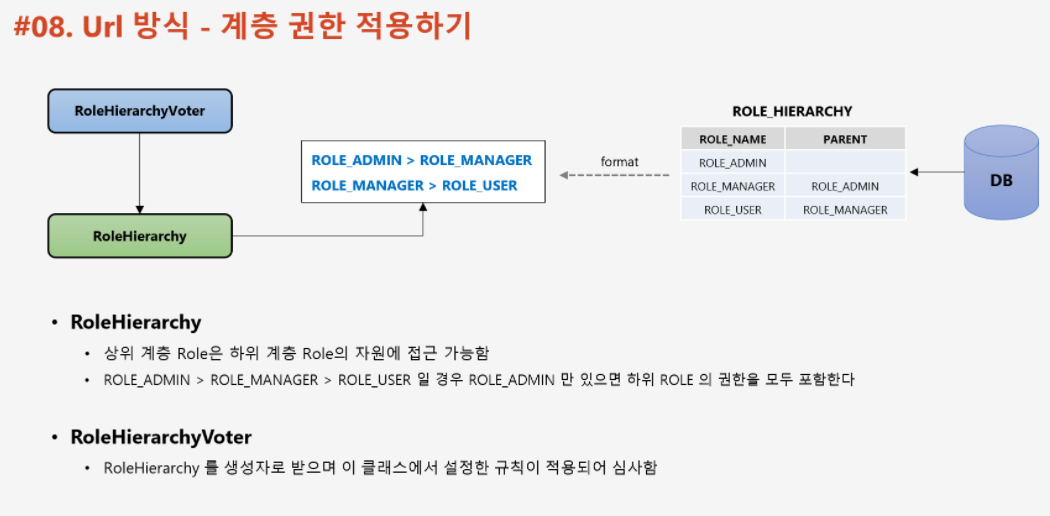 #08. Url 방식 - 계층 권한 적용하기
RoleHierarchyVoter
RoleHierarchy
ROLE_ADMIN > ROLE_MANAGER
ROLE_MANAGER > ROLE_USER
format
ROLE_HIERARCHY
ROLE_NAME PARENT
ROLE_ADMIN
ROLE_MANAGER ROLE_ADMIN
ROLE_USER ROLE_MANAGER
DB
• RoleHierarchy
• 상위 계층 Role은 하위 계층 Role의 자원에 접근 가능함
• ROLE_ADMIN > ROLE_MANAGER > ROLE_USER 일 경우 ROLE_ADMIN 만 있으면 하위 ROLE 의 권한을 모두 포함한다
• RoleHierarchyVoter
• RoleHierarchy 를 생성자로 받으며 이 클래스에서 설정한 규칙이 적용되어 심사함